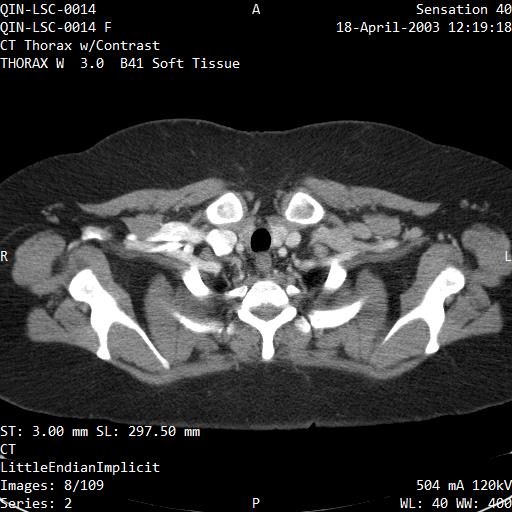 QIN-LSC-0014 A Sensation 40
QIN-LSC-0014 F 18-April-2003 12:19:18
CT Thorax w/Contrast
THORAX W 3.0 B41 Soft Tissue
R L
ST: 3.00 mm SL: 297.50 mm
CT
LittleEndianImplicit
Images: 8/109 504 mA 120kV
Series: 2 P WL: 40 WW: 400